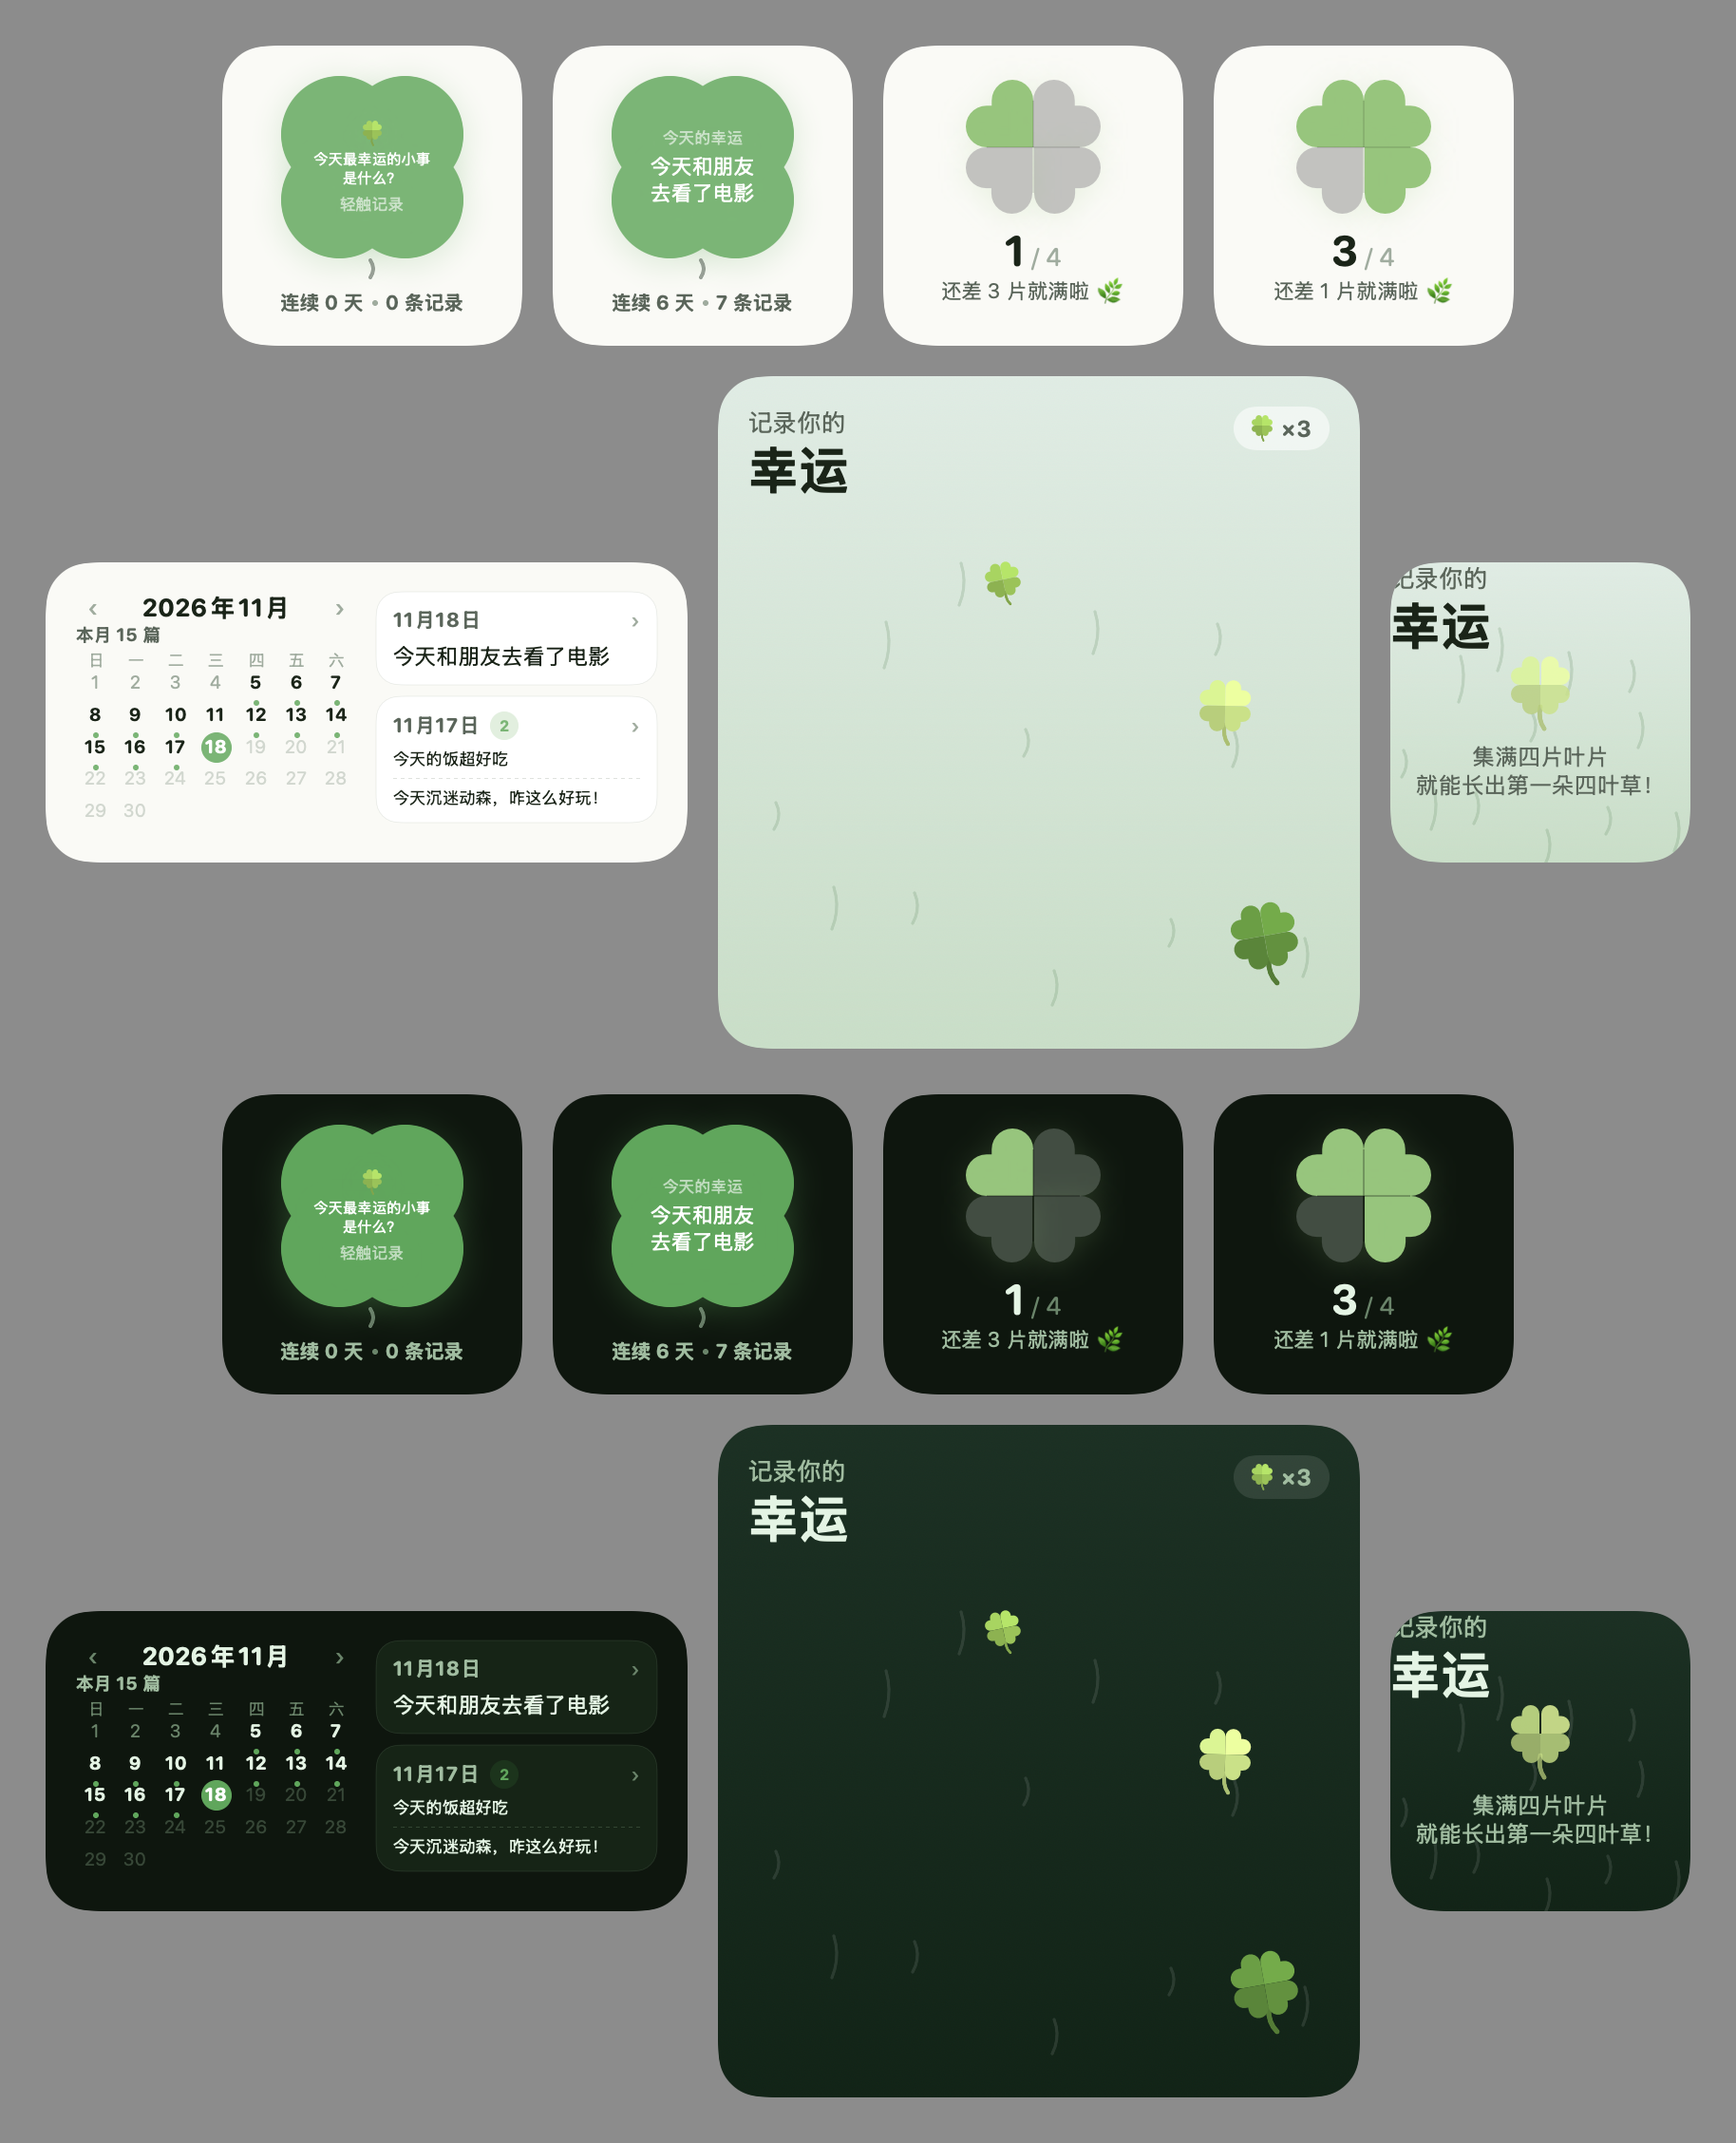 今天最幸运的小事
是什么?
轻触记录
连续 0 天 • 0 条记录
今天的幸运
今天和朋友
去看了电影
连续 6 天 • 7 条记录
1 / 4
还差 3 片就满啦
3 / 4
还差 1 片就满啦
‹ 2026年11月 ›
本月 15 篇
日 一 二 三 四 五 六
1 2 3 4 5 6 7
8 9 10 11 12 13 14
15 16 17 18 19 20 21
22 23 24 25 26 27 28
29 30
11月18日 ›
今天和朋友去看了电影
11月17日 2 ›
今天的饭超好吃
今天沉迷动森，咋这么好玩！
记录你的
幸运
×3
记录你的
幸运
集满四片叶片
就能长出第一朵四叶草！
今天最幸运的小事
是什么?
轻触记录
连续 0 天 • 0 条记录
今天的幸运
今天和朋友
去看了电影
连续 6 天 • 7 条记录
1 / 4
还差 3 片就满啦
3 / 4
还差 1 片就满啦
‹ 2026年11月 ›
本月 15 篇
日 一 二 三 四 五 六
1 2 3 4 5 6 7
8 9 10 11 12 13 14
15 16 17 18 19 20 21
22 23 24 25 26 27 28
29 30
11月18日 ›
今天和朋友去看了电影
11月17日 2 ›
今天的饭超好吃
今天沉迷动森，咋这么好玩！
记录你的
幸运
×3
记录你的
幸运
集满四片叶片
就能长出第一朵四叶草！